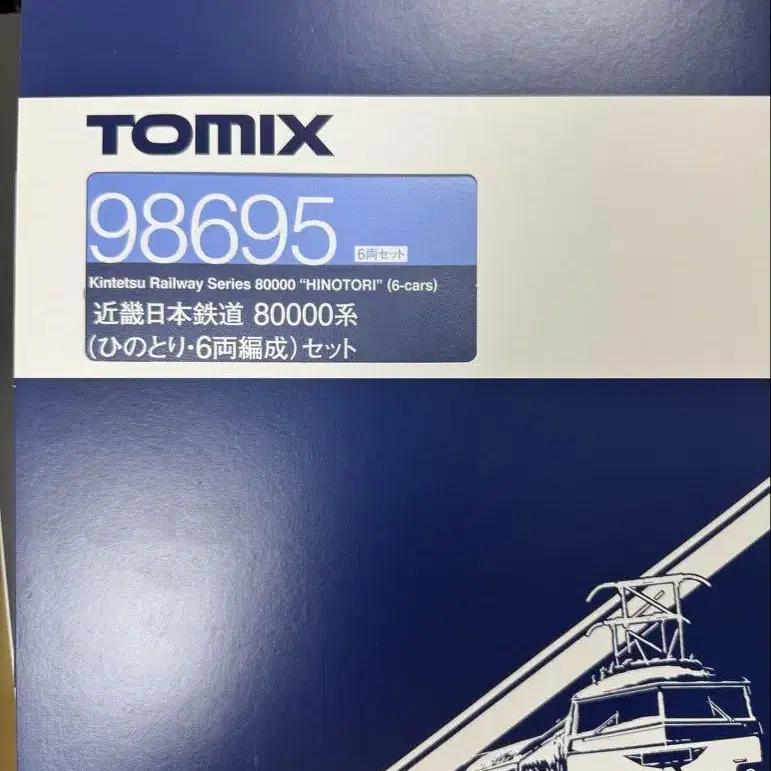 TOMIX
98695 6両セット
Kintetsu Railway Series 80000 “HINOTORI” (6-cars)
近畿日本鉄道 80000系
(ひのとり・6両編成)セット